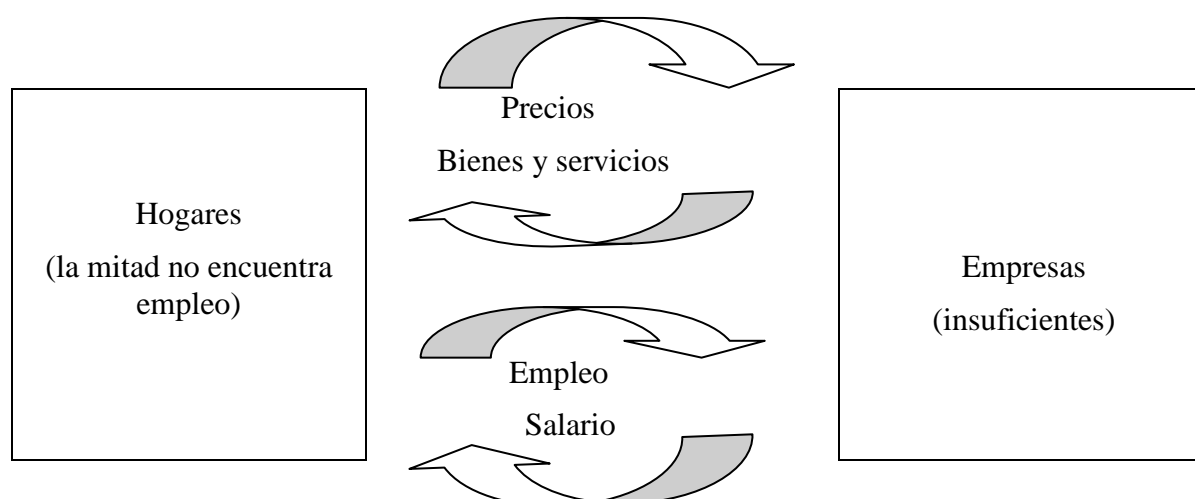 Precios
Bienes y servicios
Hogares
(la mitad no encuentra
empleo)
Empresas
(insuficientes)
Empleo
Salario